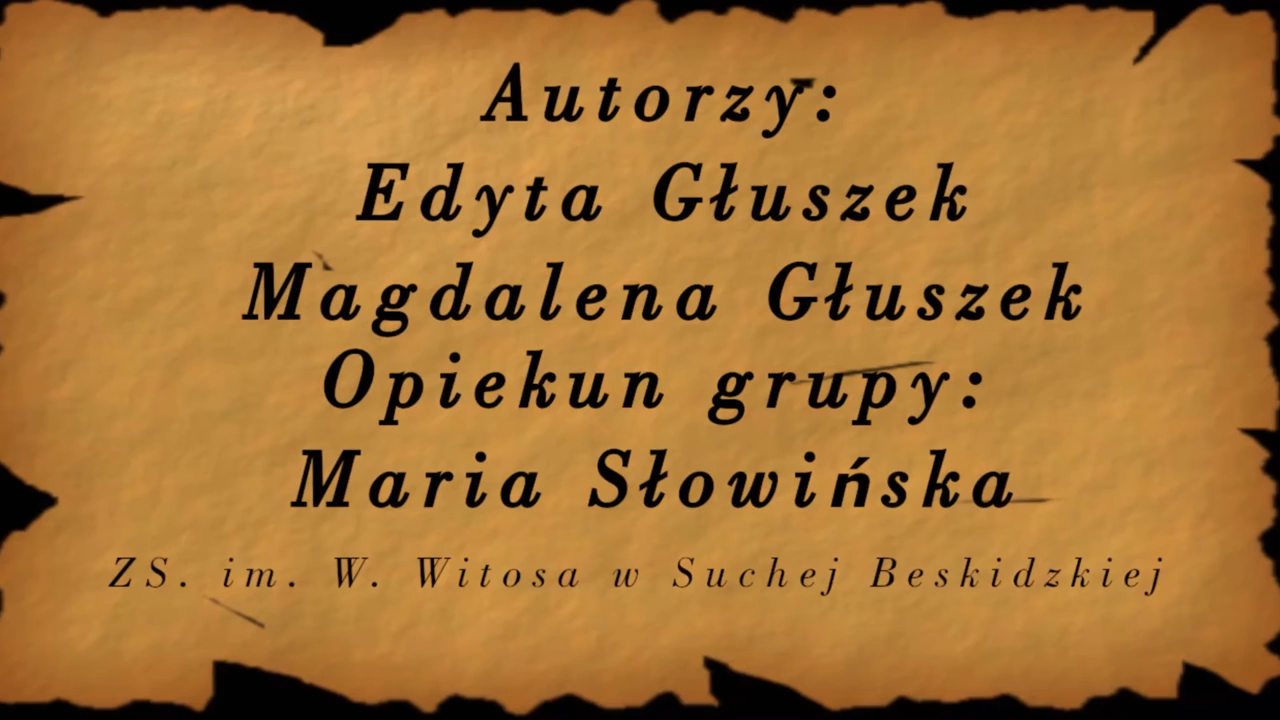 Autorzy:
Edyta Głuszek
Magdalena Głuszek
Opiekun grupy:
Maria Słowińska
ZS. im. W. Witosa w Suchej Beskidzkiej